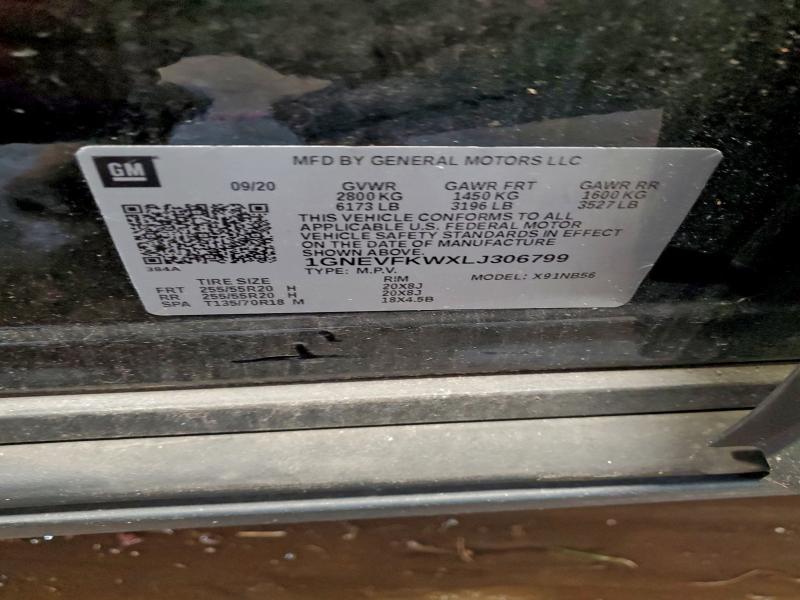 GM
MFD BY GENERAL MOTORS LLC
09/20 GVWR GAWR FRT GAWR RR
2800 KG 1450 KG 1600 KG
6173 LB 3196 LB 3527 LB
THIS VEHICLE CONFORMS TO ALL
APPLICABLE U.S. FEDERAL MOTOR
VEHICLE SAFETY STANDARDS IN EFFECT
ON THE DATE OF MANUFACTURE
SHOWN ABOVE
1GNEVFKWXLJ306799
384A
TYPE: M.P.V. MODEL: X91NB56
TIRE SIZE RIM
FRT 255/55R20 H 20X8J
RR 255/55R20 H 20X8J
SPA T135/70R18 M 18X4.5B